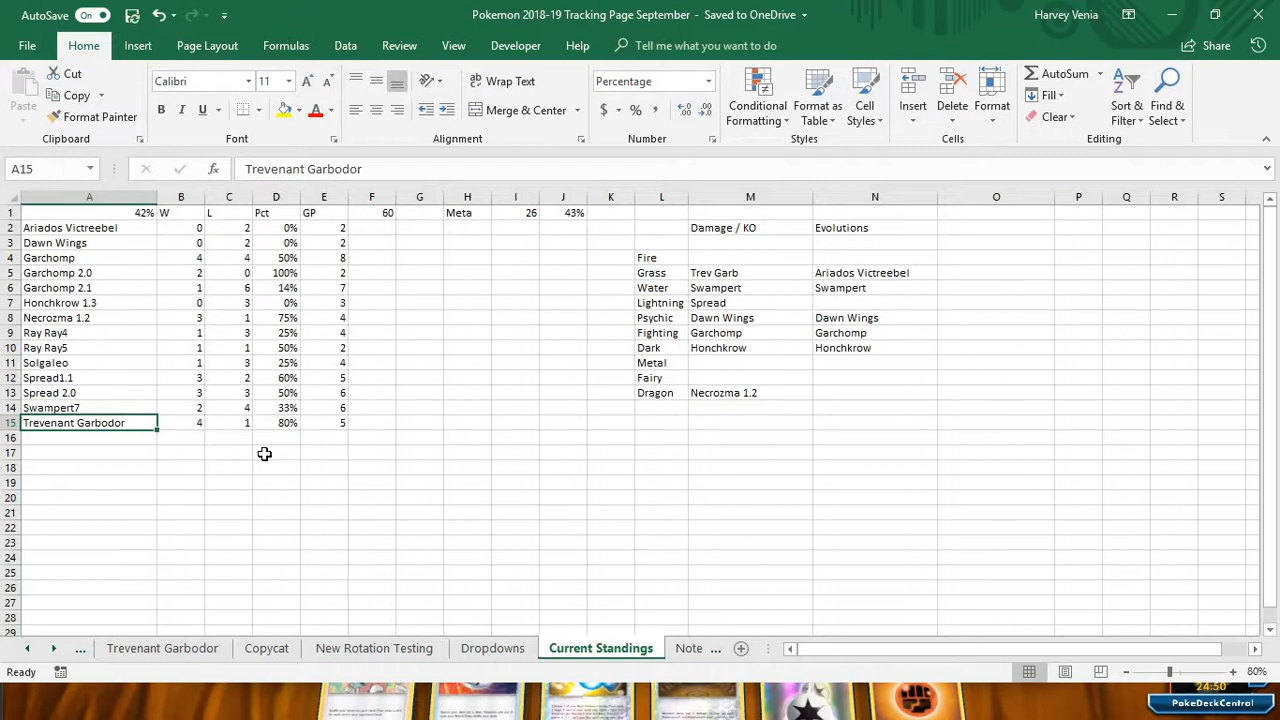 AutoSave On Pokemon 2018-19 Tracking Page September - Saved to OneDrive Harvey Venia
File Home Insert Page Layout Formulas Data Review View Developer Help Tell me what you want to do Share
Paste Cut Copy Format Painter Clipboard
Calibri 11 B I U A Font
Wrap Text Merge & Center Alignment
Percentage $ % , Number
Conditional Formatting Format as Table Cell Styles Styles
Insert Delete Format Cells
AutoSum Fill Clear Sort & Filter Find & Select Editing
A15 fx Trevenant Garbodor
A B C D E F G H I J K L M N O P Q R S
1 42% W L Pct GP 60 Meta 26 43%
2 Ariados Victreebel 0 2 0% 2 Damage / KO Evolutions
3 Dawn Wings 0 2 0% 2
4 Garchomp 4 4 50% 8 Fire
5 Garchomp 2.0 2 0 100% 2 Grass Trev Garb Ariados Victreebel
6 Garchomp 2.1 1 6 14% 7 Water Swampert Swampert
7 Honchkrow 1.3 0 3 0% 3 Lightning Spread
8 Necrozma 1.2 3 1 75% 4 Psychic Dawn Wings Dawn Wings
9 Ray Ray4 1 3 25% 4 Fighting Garchomp Garchomp
10 Ray Ray5 1 1 50% 2 Dark Honchkrow Honchkrow
11 Solgaleo 1 3 25% 4 Metal
12 Spread1.1 3 2 60% 5 Fairy
13 Spread 2.0 3 3 50% 6 Dragon Necrozma 1.2
14 Swampert7 2 4 33% 6
15 Trevenant Garbodor 4 1 80% 5
16
17
18
19
20
21
22
23
24
25
26
27
28
29
... Trevenant Garbodor Copycat New Rotation Testing Dropdowns Current Standings Note ...
Ready 80%
24:50
PokeDeckCentral